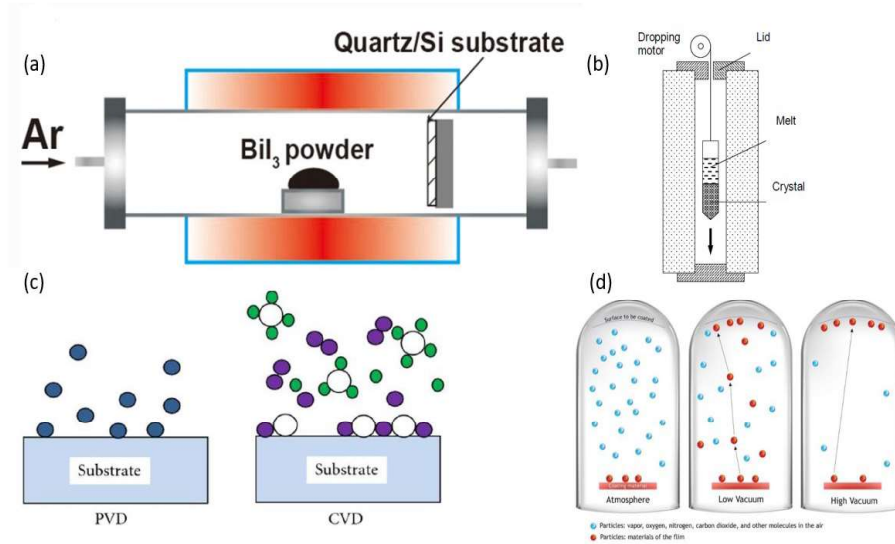 (a)
Quartz/Si substrate
Ar
BiI₃ powder
(b)
Dropping
motor
Lid
Melt
Crystal
(c)
Substrate
PVD
Substrate
CVD
(d)
Surface to be coated
Coating material
Atmosphere
Low Vacuum
High Vacuum
Particles: vapor, oxygen, nitrogen, carbon dioxide, and other molecules in the air
Particles: materials of the film